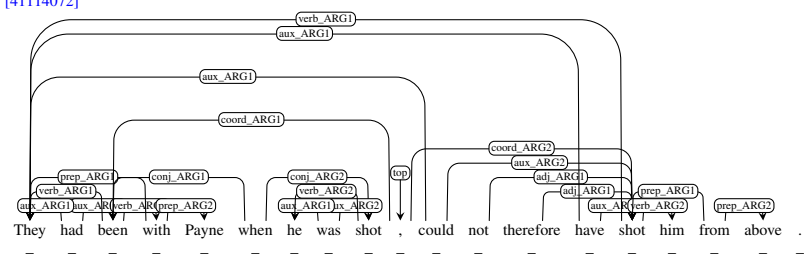 [41114072]
verb_ARG1
aux_ARG1
aux_ARG1
coord_ARG1
coord_ARG2
aux_ARG2
prep_ARG1 conj_ARG1 conj_ARG2 top adj_ARG1
verb_ARG1 verb_ARG2 adj_ARG1 prep_ARG1
aux_ARG1 prep_ARG2 aux_ARG1 verb_ARG2 prep_ARG2
They had been with Payne when he was shot , could not therefore have shot him from above .